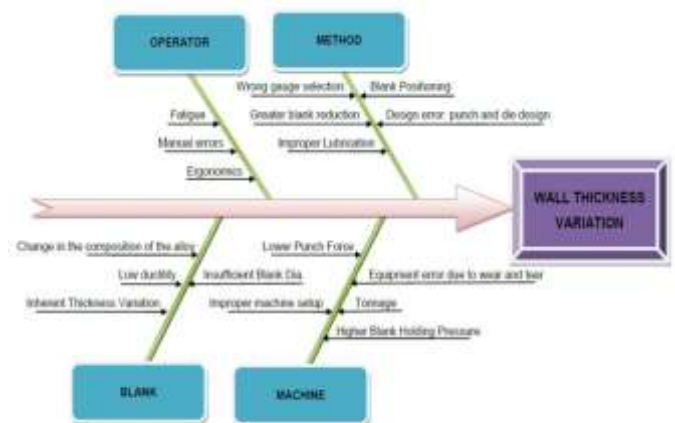 OPERATOR
METHOD
Wrong gauge selection
Blank Positioning
Fatigue
Greater blank reduction
Design error: punch and die design
Manual errors
Improper Lubrication
Ergonomics
WALL THICKNESS
VARIATION
Change in the composition of the alloy
Lower Punch Force
Low ductility
Insufficient Blank Dia.
Equipment error due to wear and teer
Inherent Thickness Variation
Improper machine setup
Tonnage
Higher Blank Holding Pressure
BLANK
MACHINE